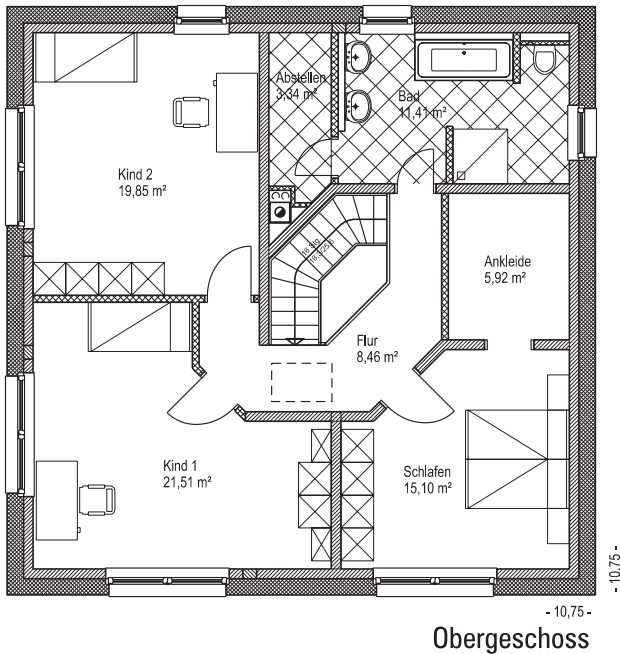 Abstellen
3,34 m²
Bad
11,41 m²
Kind 2
19,85 m²
Ankleide
5,92 m²
Flur
8,46 m²
Kind 1
21,51 m²
Schlafen
15,10 m²
- 10.75 -
- 10,75 -
Obergeschoss